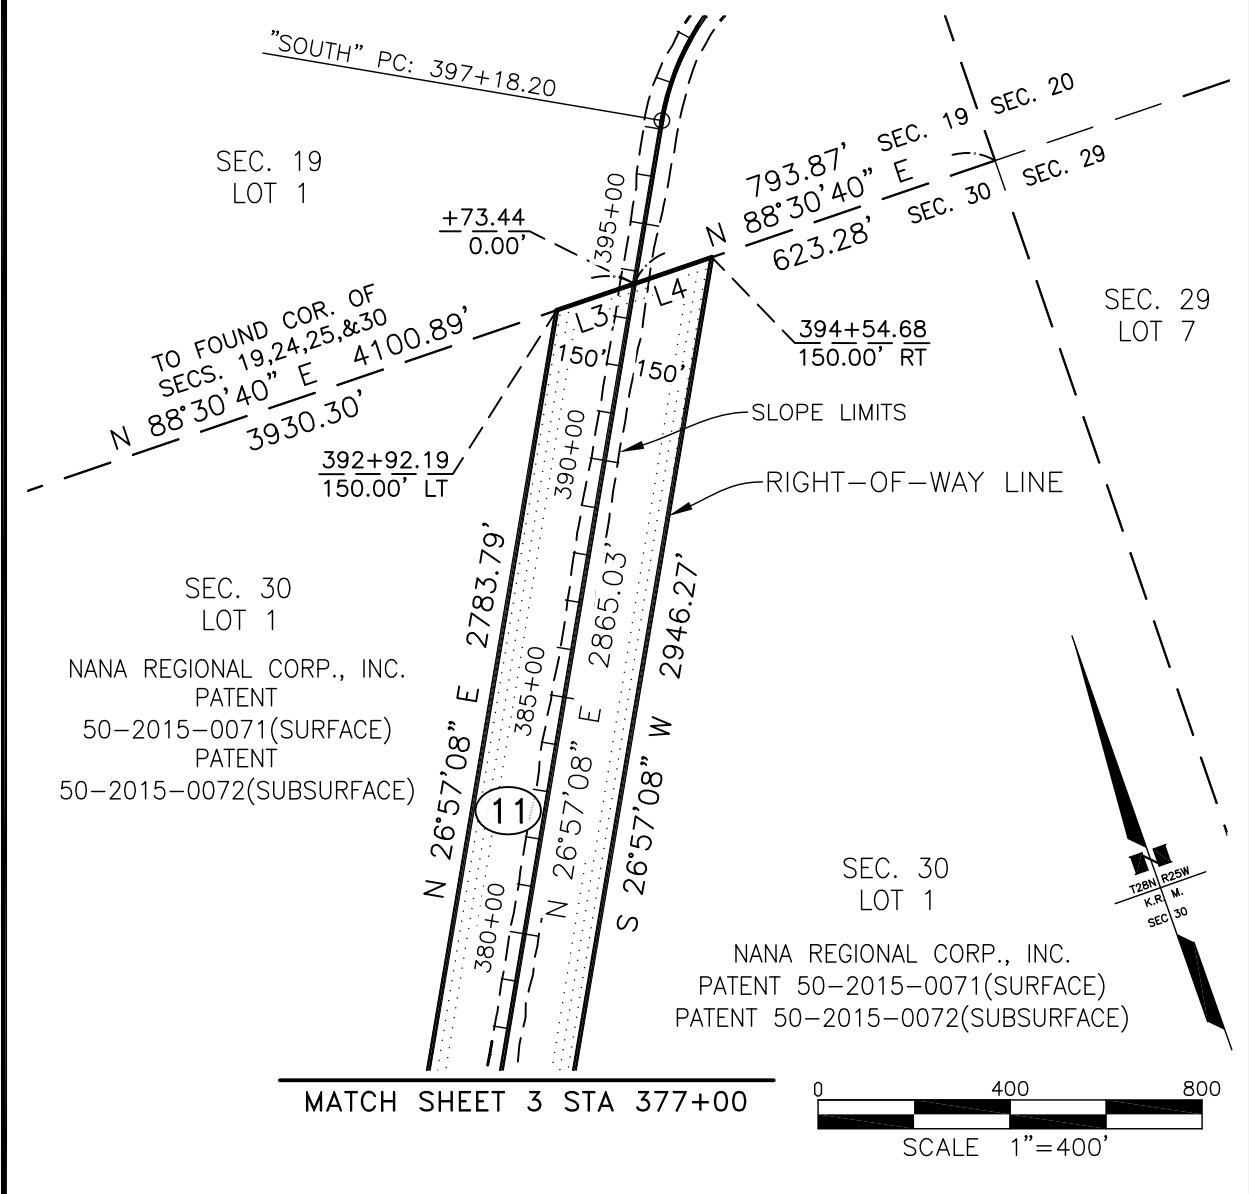 "SOUTH" PC: 397+18.20
SEC. 19
LOT 1
SEC. 19
SEC. 20
793.87'
N 88°30'40" E
623.28'
SEC. 30
SEC. 29
+73.44
0.00'
395+00
L3
L4
TO FOUND COR. OF
SECS. 19,24,25,&30
N 88°30'40" E 4100.89'
3930.30'
394+54.68
150.00' RT
SEC. 29
LOT 7
150'
150'
SLOPE LIMITS
392+92.19
150.00' LT
390+00
RIGHT-OF-WAY LINE
SEC. 30
LOT 1
NANA REGIONAL CORP., INC.
PATENT
50-2015-0071(SURFACE)
PATENT
50-2015-0072(SUBSURFACE)
N 26°57'08" E 2783.79'
N 26°57'08" E 2865.03'
S 26°57'08" W 2946.27'
385+00
11
380+00
N
T28N R25W
K.R. M.
SEC 30
SEC. 30
LOT 1
NANA REGIONAL CORP., INC.
PATENT 50-2015-0071(SURFACE)
PATENT 50-2015-0072(SUBSURFACE)
MATCH SHEET 3 STA 377+00
0 400 800
SCALE 1"=400'